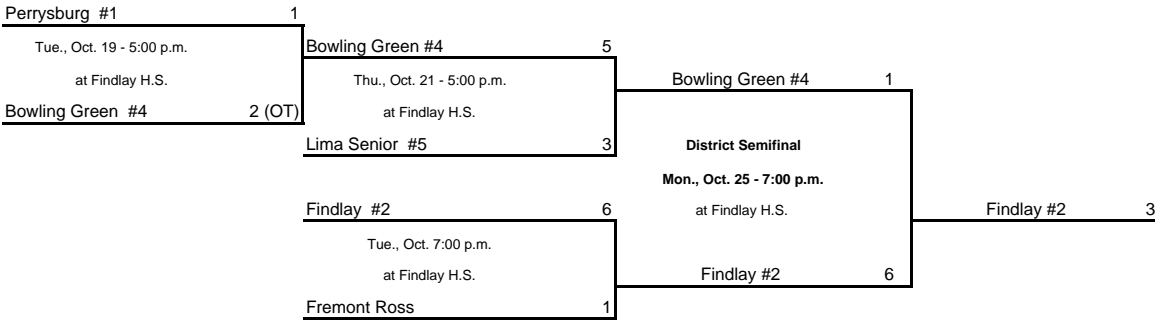 Perrysburg #1 1
Tue., Oct. 19 - 5:00 p.m.
at Findlay H.S.
Bowling Green #4 2 (OT)
Bowling Green #4 5
Thu., Oct. 21 - 5:00 p.m.
at Findlay H.S.
Lima Senior #5 3
Findlay #2 6
Tue., Oct. 7:00 p.m.
at Findlay H.S.
Fremont Ross 1
Bowling Green #4 1
District Semifinal
Mon., Oct. 25 - 7:00 p.m.
at Findlay H.S.
Findlay #2 6
Findlay #2 3